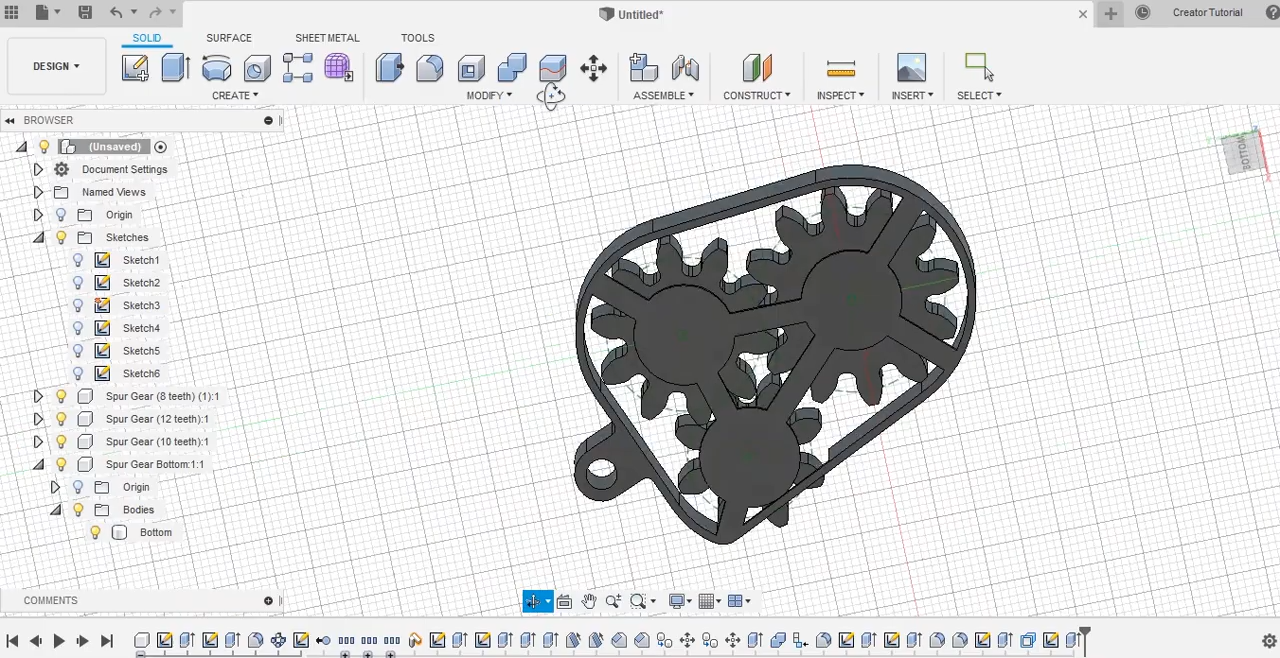 Untitled*
Creator Tutorial
SOLID SURFACE SHEET METAL TOOLS
DESIGN
CREATE MODIFY ASSEMBLE CONSTRUCT INSPECT INSERT SELECT
BROWSER
(Unsaved)
Document Settings
Named Views
Origin
Sketches
Sketch1
Sketch2
Sketch3
Sketch4
Sketch5
Sketch6
Spur Gear (8 teeth) (1):1
Spur Gear (12 teeth):1
Spur Gear (10 teeth):1
Spur Gear Bottom:1:1
Origin
Bodies
Bottom
COMMENTS
BOTTOM